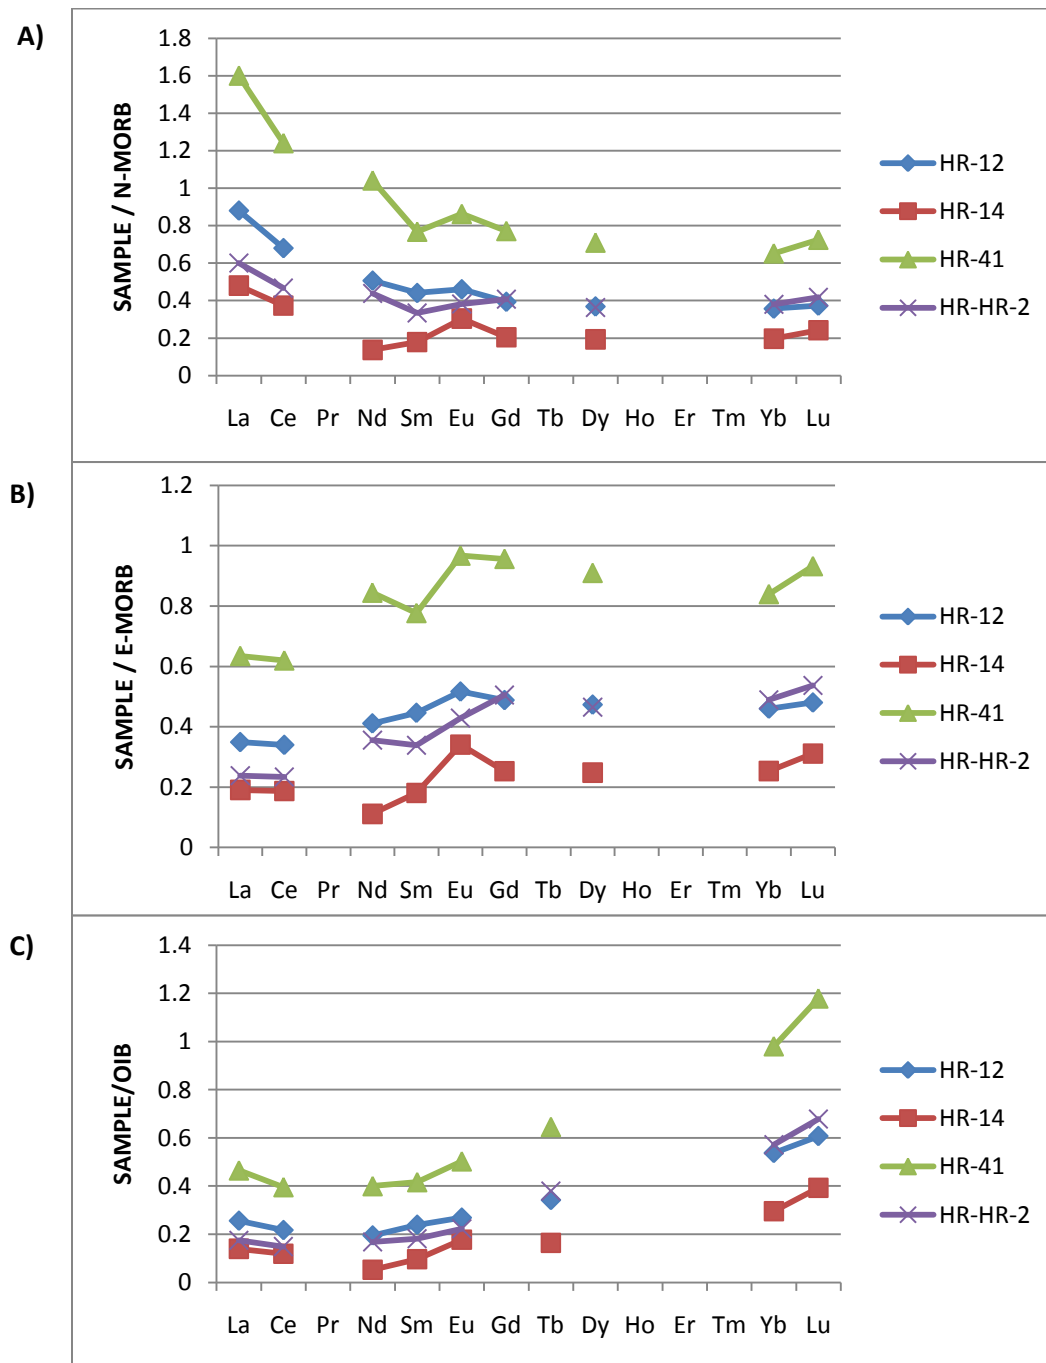 A)
SAMPLE / N-MORB
1.8
1.6
1.4
1.2
1
0.8
0.6
0.4
0.2
0
La Ce Pr Nd Sm Eu Gd Tb Dy Ho Er Tm Yb Lu
HR-12
HR-14
HR-41
HR-HR-2
B)
SAMPLE / E-MORB
1.2
1
0.8
0.6
0.4
0.2
0
La Ce Pr Nd Sm Eu Gd Tb Dy Ho Er Tm Yb Lu
HR-12
HR-14
HR-41
HR-HR-2
C)
SAMPLE/OIB
1.4
1.2
1
0.8
0.6
0.4
0.2
0
La Ce Pr Nd Sm Eu Gd Tb Dy Ho Er Tm Yb Lu
HR-12
HR-14
HR-41
HR-HR-2